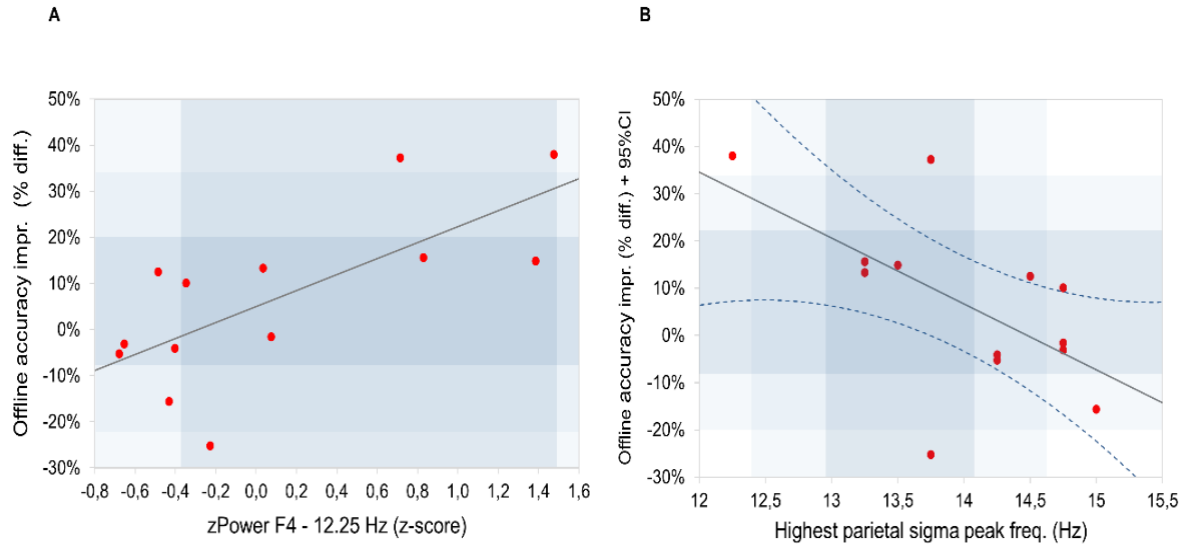 A
B
Offline accuracy impr. (% diff.)
50%
40%
30%
20%
10%
0%
-10%
-20%
-30%
-0,8 -0,6 -0,4 -0,2 0,0 0,2 0,4 0,6 0,8 1,0 1,2 1,4 1,6
zPower F4 - 12.25 Hz (z-score)
Offline accuracy impr. (% diff.) + 95%CI
50%
40%
30%
20%
10%
0%
-10%
-20%
-30%
12 12,5 13 13,5 14 14,5 15 15,5
Highest parietal sigma peak freq. (Hz)